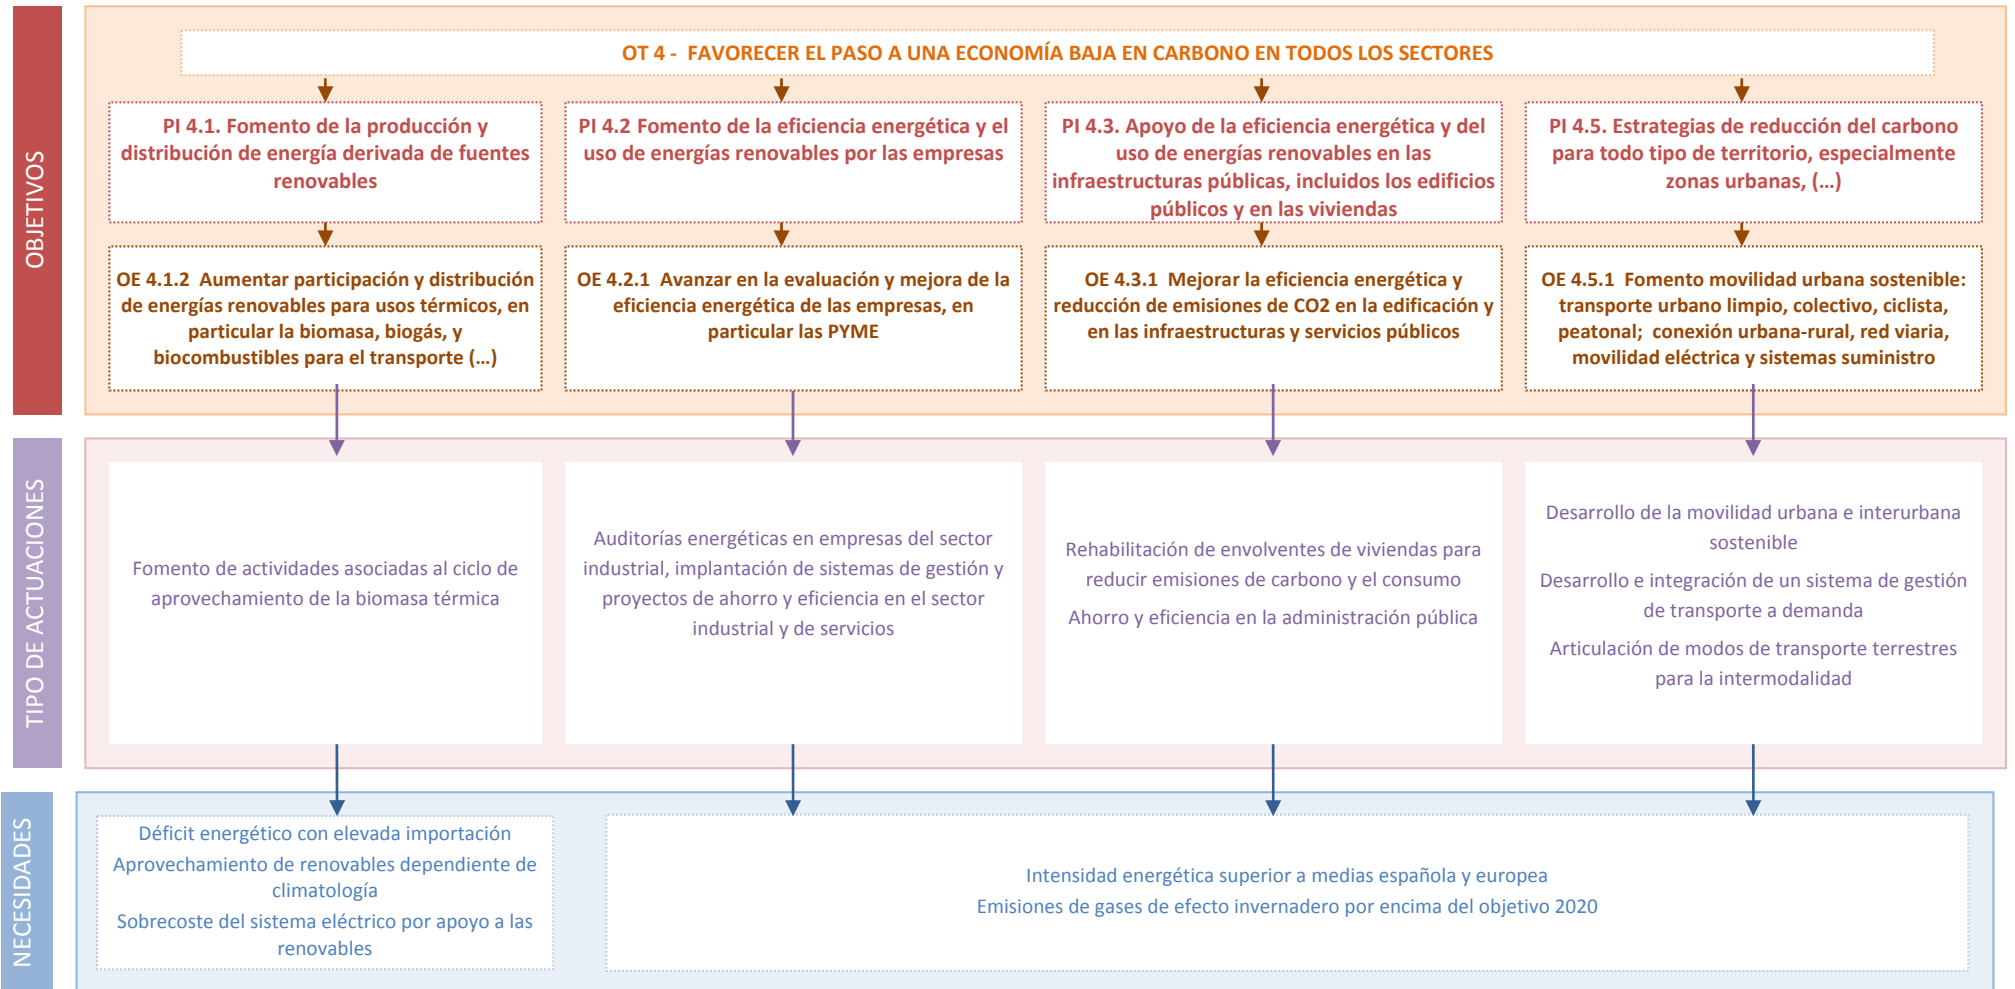 OBJETIVOS
OT 4 - FAVORECER EL PASO A UNA ECONOMÍA BAJA EN CARBONO EN TODOS LOS SECTORES
PI 4.1. Fomento de la producción y
distribución de energía derivada de fuentes
renovables
PI 4.2 Fomento de la eficiencia energética y el
uso de energías renovables por las empresas
PI 4.3. Apoyo de la eficiencia energética y del
uso de energías renovables en las
infraestructuras públicas, incluidos los edificios
públicos y en las viviendas
PI 4.5. Estrategias de reducción del carbono
para todo tipo de territorio, especialmente
zonas urbanas, (…)
OE 4.1.2 Aumentar participación y distribución
de energías renovables para usos térmicos, en
particular la biomasa, biogás, y
biocombustibles para el transporte (…)
OE 4.2.1 Avanzar en la evaluación y mejora de la
eficiencia energética de las empresas, en
particular las PYME
OE 4.3.1 Mejorar la eficiencia energética y
reducción de emisiones de CO2 en la edificación y
en las infraestructuras y servicios públicos
OE 4.5.1 Fomento movilidad urbana sostenible:
transporte urbano limpio, colectivo, ciclista,
peatonal; conexión urbana-rural, red viaria,
movilidad eléctrica y sistemas suministro
TIPO DE ACTUACIONES
Fomento de actividades asociadas al ciclo de
aprovechamiento de la biomasa térmica
Auditorías energéticas en empresas del sector
industrial, implantación de sistemas de gestión y
proyectos de ahorro y eficiencia en el sector
industrial y de servicios
Rehabilitación de envolventes de viviendas para
reducir emisiones de carbono y el consumo
Ahorro y eficiencia en la administración pública
Desarrollo de la movilidad urbana e interurbana
sostenible
Desarrollo e integración de un sistema de gestión
de transporte a demanda
Articulación de modos de transporte terrestres
para la intermodalidad
NECESIDADES
Déficit energético con elevada importación
Aprovechamiento de renovables dependiente de
climatología
Sobrecoste del sistema eléctrico por apoyo a las
renovables
Intensidad energética superior a medias española y europea
Emisiones de gases de efecto invernadero por encima del objetivo 2020